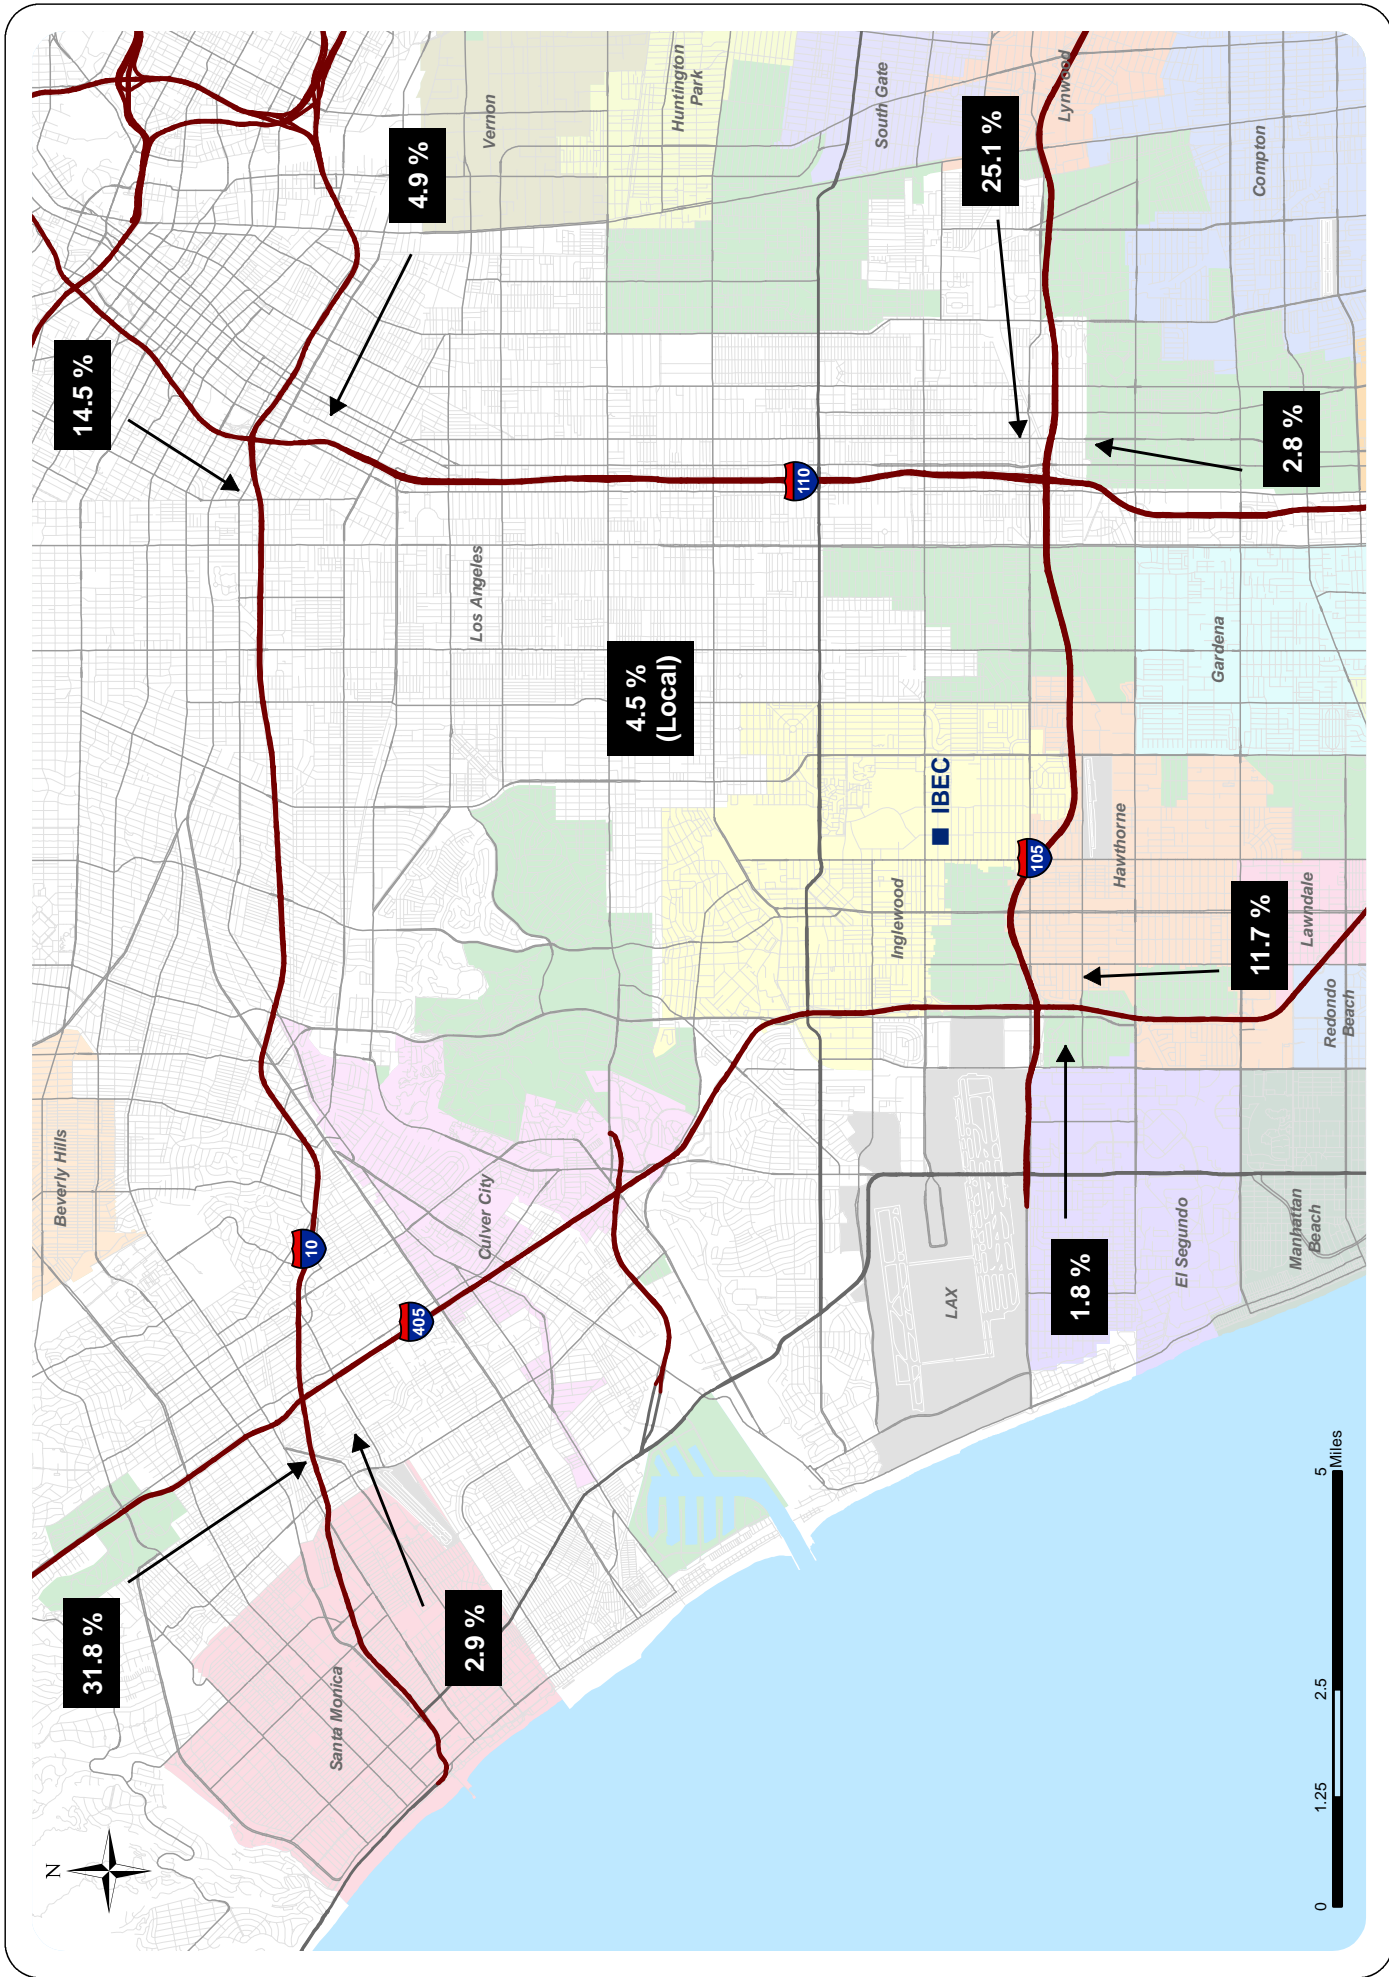 N
31.8 %
Santa Monica
2.9 %
Beverly Hills
10
405
Culver City
14.5 %
4.9 %
Vernon
Huntington
Park
Los Angeles
4.5 %
(Local)
110
South Gate
25.1 %
Lynwood
Compton
2.8 %
Gardena
IBEC
Inglewood
105
Hawthorne
11.7 %
Lawndale
Redondo
Beach
LAX
1.8 %
El Segundo
Manhattan
Beach
0
1.25
2.5
5
Miles